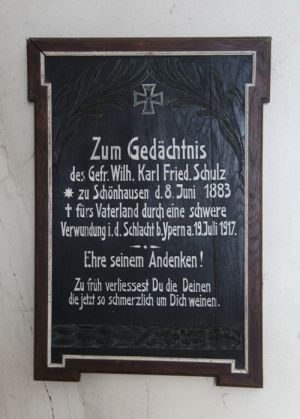 Zum Gedächtnis
des Gefr. Wilh. Karl Fried. Schulz
✷ zu Schönhausen d. 8. Juni 1883
✝ fürs Vaterland durch eine schwere
Verwundung i. d. Schlacht b. Ypern a. 19. Juli 1917.
Ehre seinem Andenken!
Zu früh verliessest Du die Deinen
die jetzt so schmerzlich um Dich weinen.